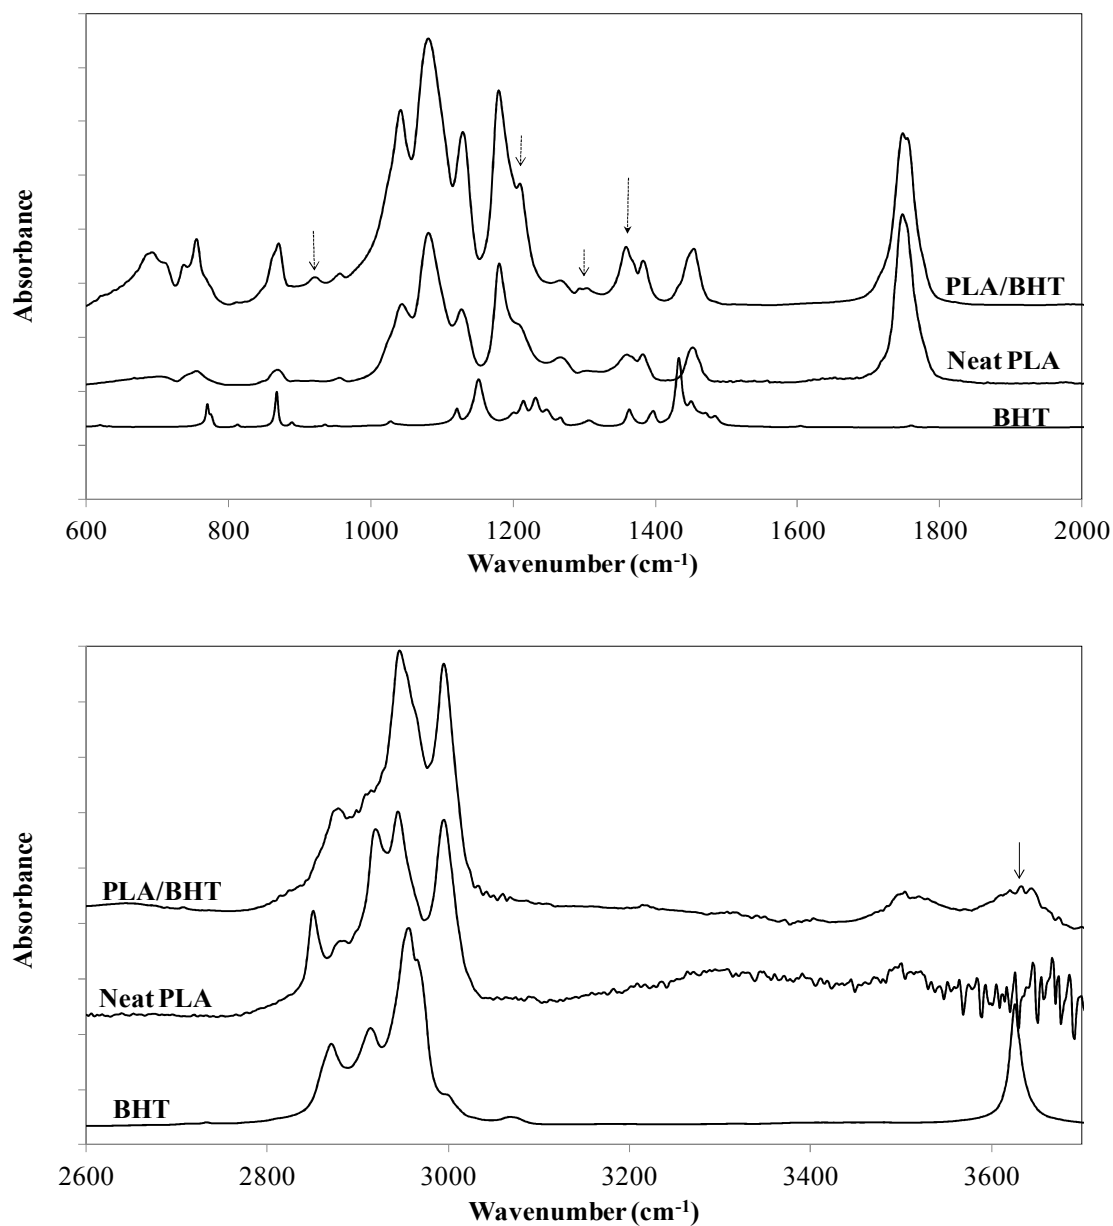 Absorbance
PLA/BHT
Neat PLA
BHT
600 800 1000 1200 1400 1600 1800 2000
Wavenumber (cm-1)
Absorbance
PLA/BHT
Neat PLA
BHT
2600 2800 3000 3200 3400 3600
Wavenumber (cm-1)